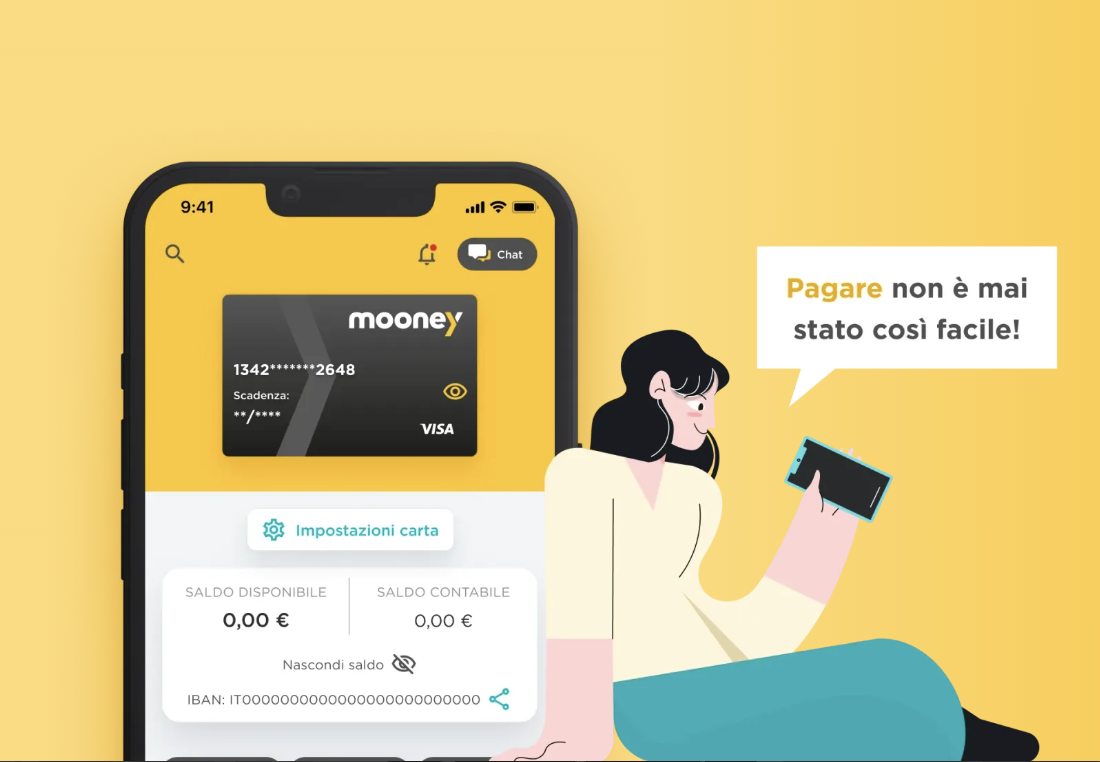 9:41
Chat
mooney
1342*******2648
Scadenza:
**/****
VISA
Impostazioni carta
SALDO DISPONIBILE
0,00 €
SALDO CONTABILE
0,00 €
Nascondi saldo
IBAN: IT0000000000000000000000000
Pagare non è mai
stato così facile!